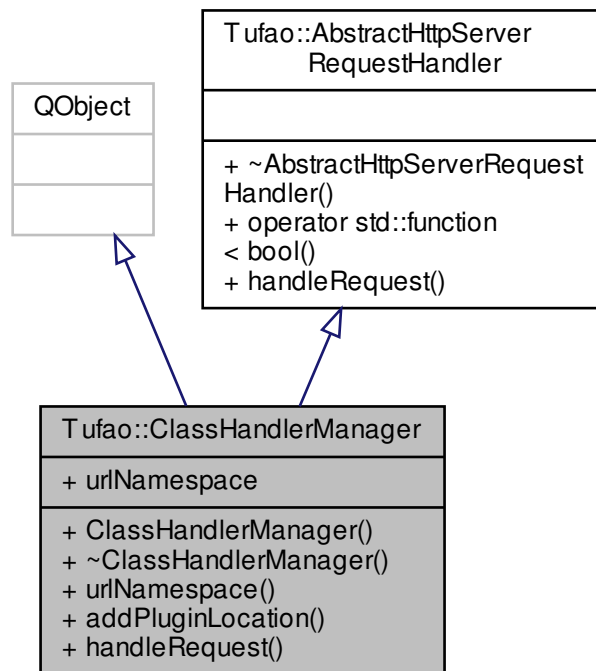 QObject
Tufao::AbstractHttpServer
RequestHandler
+ ~AbstractHttpServerRequest
Handler()
+ operator std::function
< bool()
+ handleRequest()
Tufao::ClassHandlerManager
+ urlNamespace
+ ClassHandlerManager()
+ ~ClassHandlerManager()
+ urlNamespace()
+ addPluginLocation()
+ handleRequest()